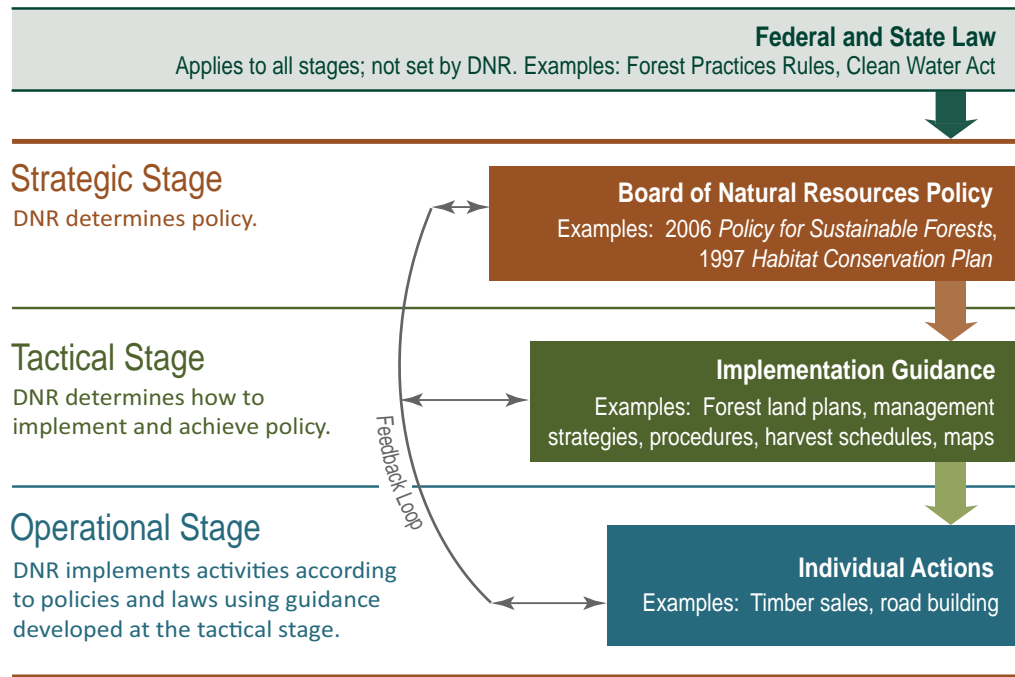 Federal and State Law
Applies to all stages; not set by DNR. Examples: Forest Practices Rules, Clean Water Act
Strategic Stage
DNR determines policy.
Board of Natural Resources Policy
Examples: 2006 Policy for Sustainable Forests,
1997 Habitat Conservation Plan
Tactical Stage
DNR determines how to
implement and achieve policy.
Implementation Guidance
Examples: Forest land plans, management
strategies, procedures, harvest schedules, maps
Feedback Loop
Operational Stage
DNR implements activities according
to policies and laws using guidance
developed at the tactical stage.
Individual Actions
Examples: Timber sales, road building